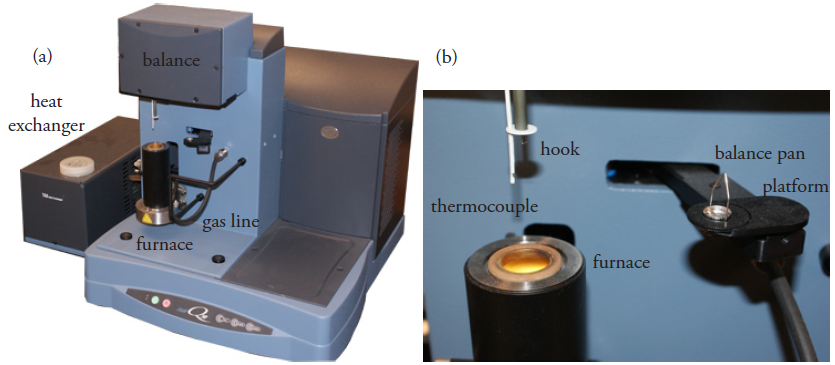 (a)
balance
heat
exchanger
gas line
furnace
Q
(b)
hook
balance pan
platform
thermocouple
furnace